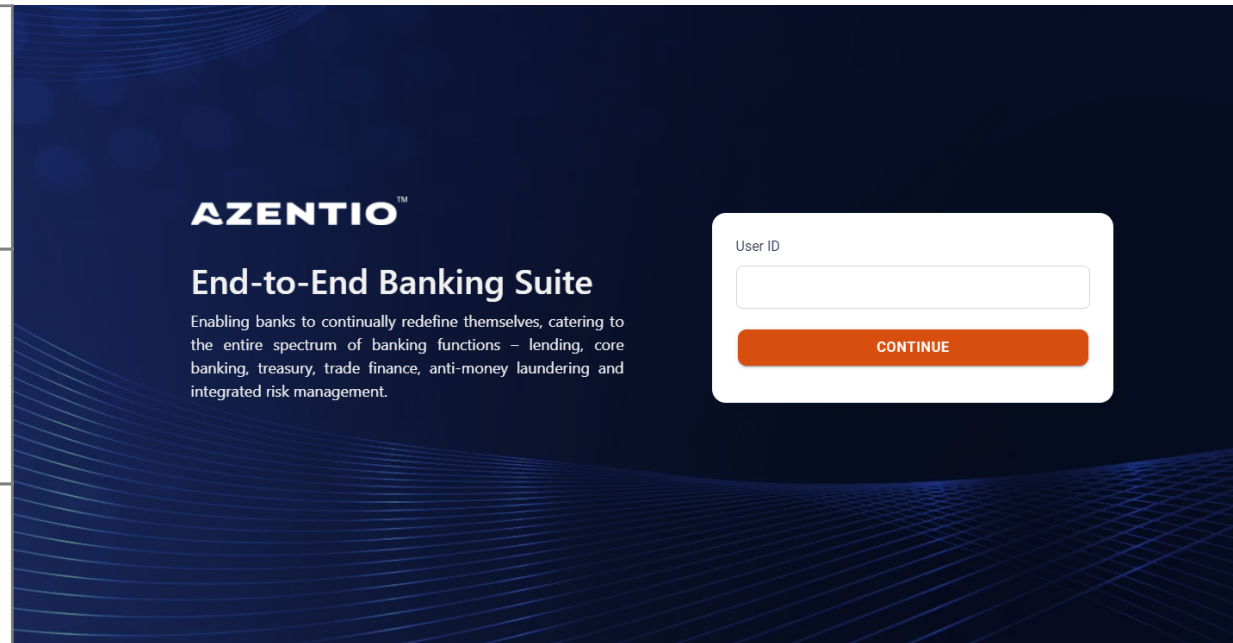 AZENTIO™
End-to-End Banking Suite
Enabling banks to continually redefine themselves, catering to
the entire spectrum of banking functions – lending, core
banking, treasury, trade finance, anti-money laundering and
integrated risk management.
User ID
CONTINUE